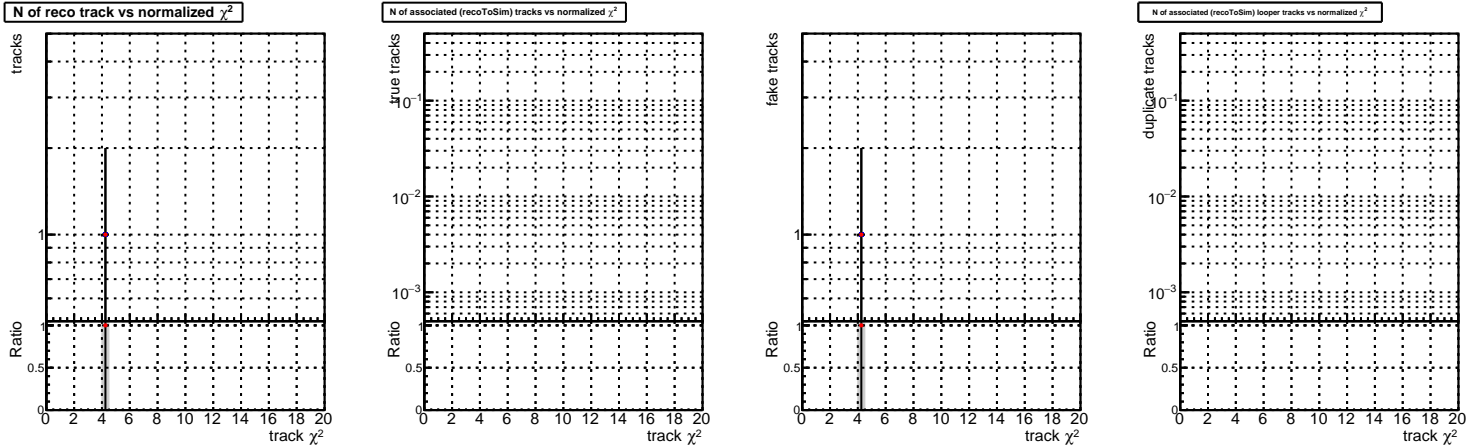 N of reco track vs normalized χ²
tracks
1
Ratio
1
0.5
0
0 2 4 6 8 10 12 14 16 18 20
track χ²
N of associated (recoToSim) tracks vs normalized χ²
true tracks
10⁻¹
10⁻²
10⁻³
Ratio
1
0.5
0
0 2 4 6 8 10 12 14 16 18 20
track χ²
fake tracks
1
Ratio
1
0.5
0
0 2 4 6 8 10 12 14 16 18 20
track χ²
N of associated (recoToSim) looper tracks vs normalized χ²
duplicate tracks
10⁻¹
10⁻²
10⁻³
Ratio
1
0.5
0
0 2 4 6 8 10 12 14 16 18 20
track χ²